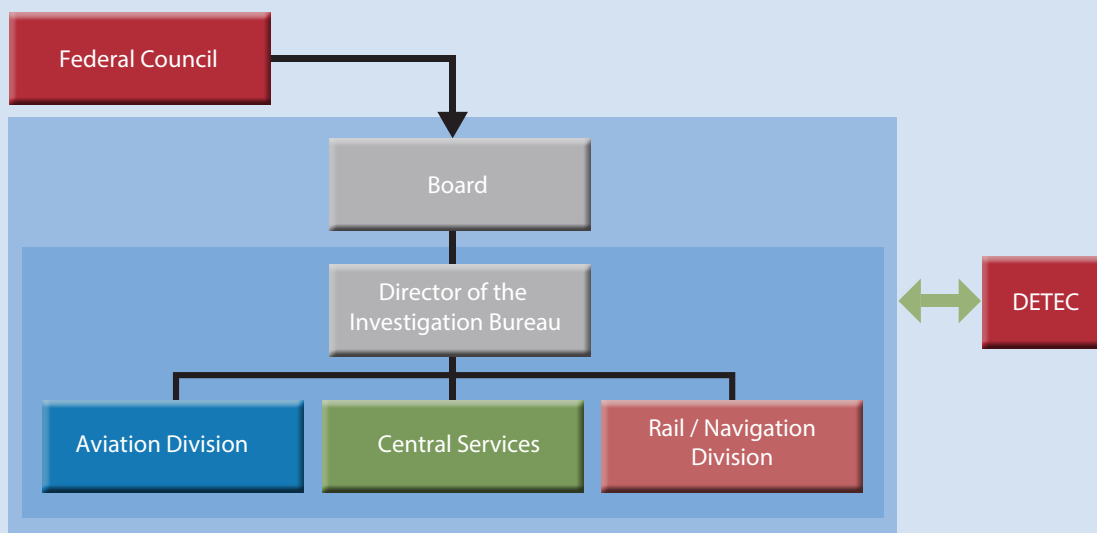 Federal Council
Board
Director of the
Investigation Bureau
DETEC
Aviation Division
Central Services
Rail / Navigation
Division